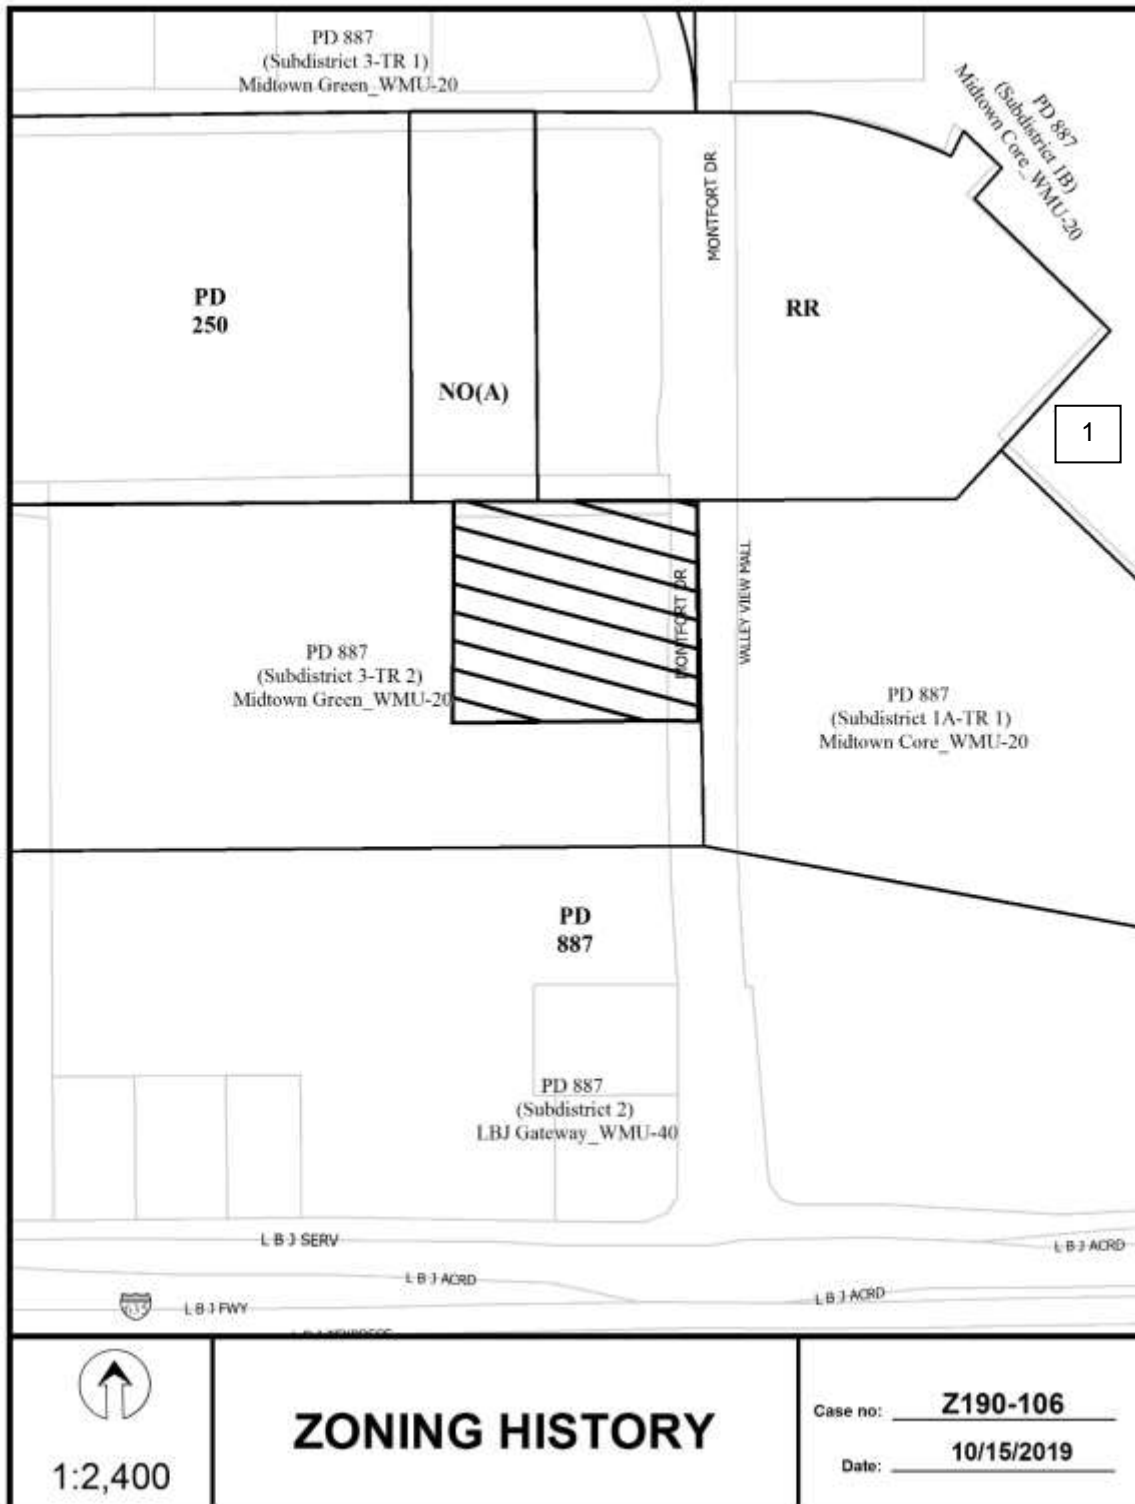 PD 887
(Subdistrict 3-TR 1)
Midtown Green_WMU-20
PD 887
(Subdistrict 1B)
Midtown Core_WMU-20
MONTFORT DR
PD
250
RR
NO(A)
1
MONTFORT DR
VALLEY VIEW MALL
PD 887
(Subdistrict 3-TR 2)
Midtown Green_WMU-20
PD 887
(Subdistrict 1A-TR 1)
Midtown Core_WMU-20
PD
887
PD 887
(Subdistrict 2)
LBJ Gateway_WMU-40
L B J SERV
L B J ACRD
L B J ACRD
L B J ACRD
635
L B J FWY
1:2,400
ZONING HISTORY
Case no: Z190-106
Date: 10/15/2019